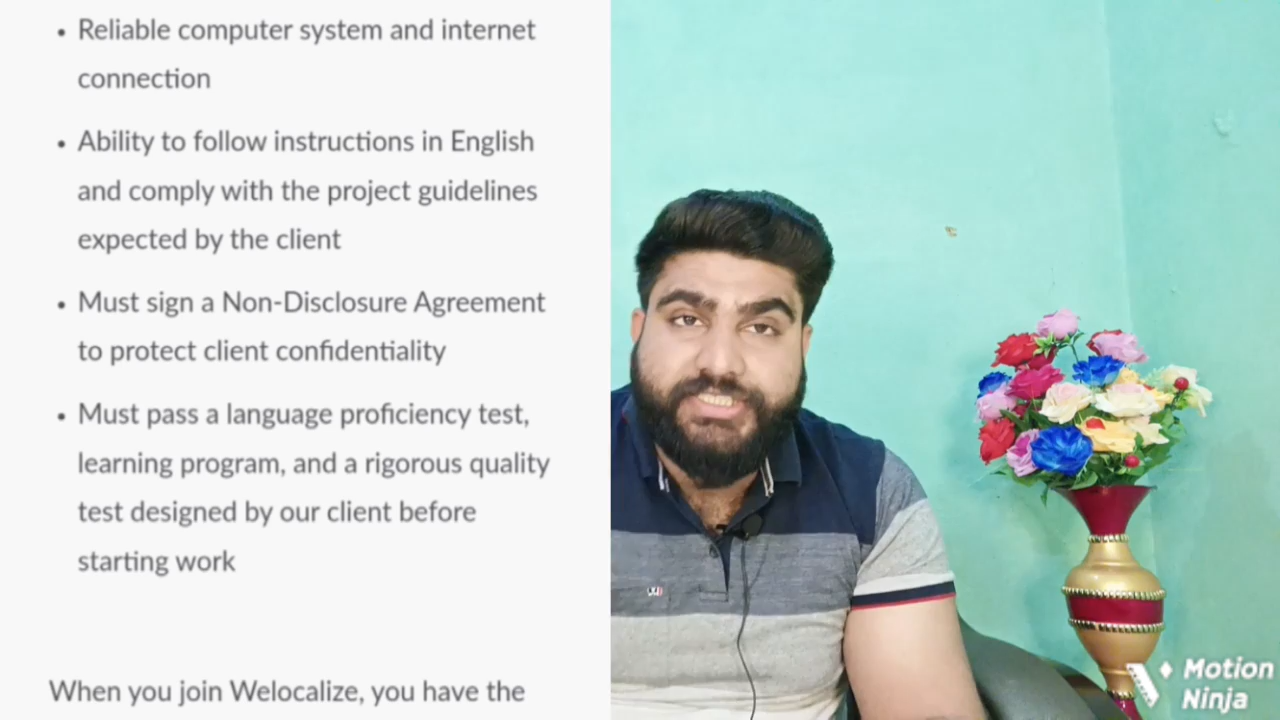 • Reliable computer system and internet
connection
• Ability to follow instructions in English
and comply with the project guidelines
expected by the client
• Must sign a Non-Disclosure Agreement
to protect client confidentiality
• Must pass a language proficiency test,
learning program, and a rigorous quality
test designed by our client before
starting work
When you join Welocalize, you have the
Motion
Ninja